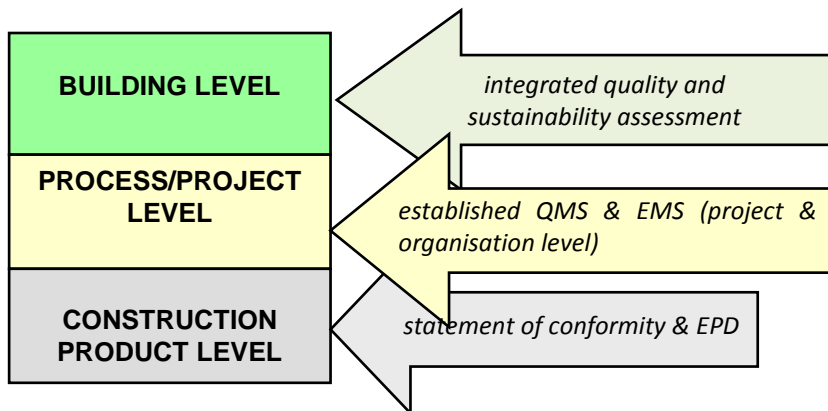 BUILDING LEVEL
integrated quality and
sustainability assessment
PROCESS/PROJECT
LEVEL
established QMS & EMS (project &
organisation level)
CONSTRUCTION
PRODUCT LEVEL
statement of conformity & EPD